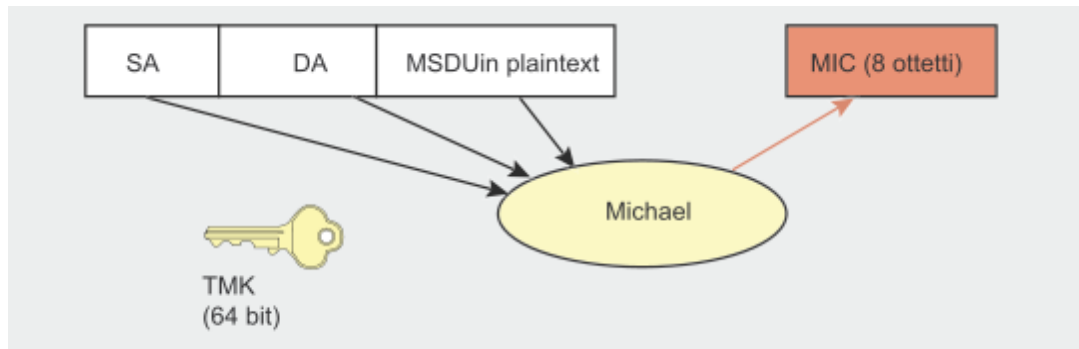 SA
DA
MSDUin plaintext
MIC (8 ottetti)
Michael
TMK
(64 bit)